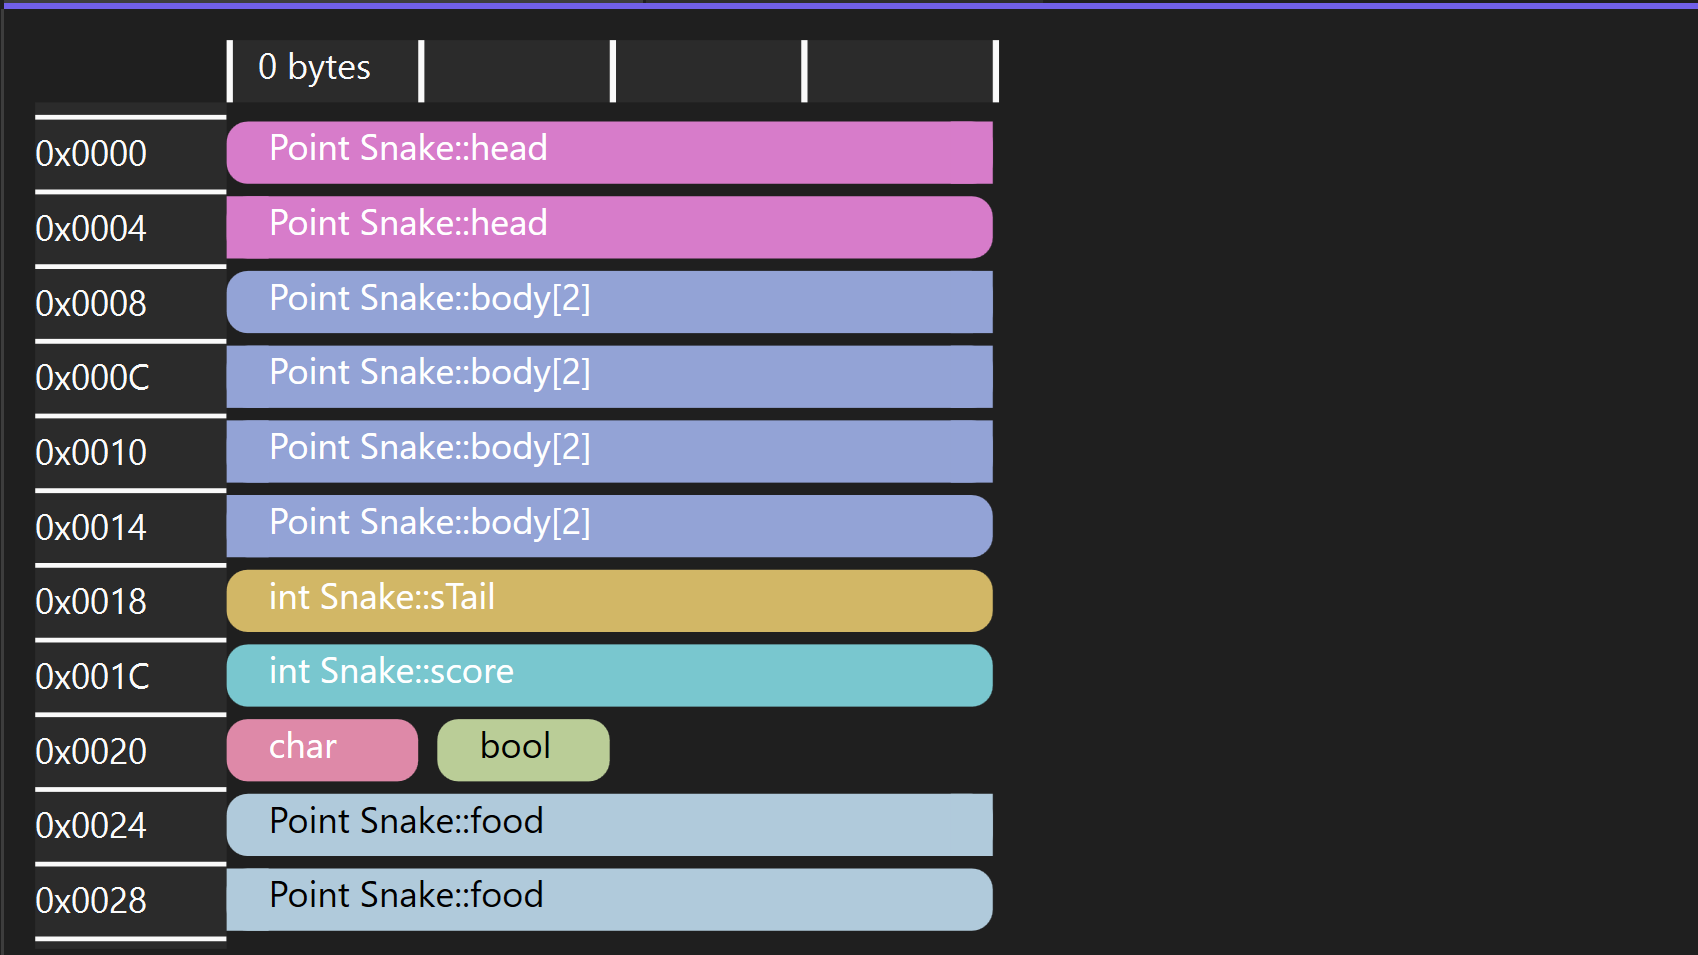 0 bytes
0x0000 Point Snake::head
0x0004 Point Snake::head
0x0008 Point Snake::body[2]
0x000C Point Snake::body[2]
0x0010 Point Snake::body[2]
0x0014 Point Snake::body[2]
0x0018 int Snake::sTail
0x001C int Snake::score
0x0020 char bool
0x0024 Point Snake::food
0x0028 Point Snake::food